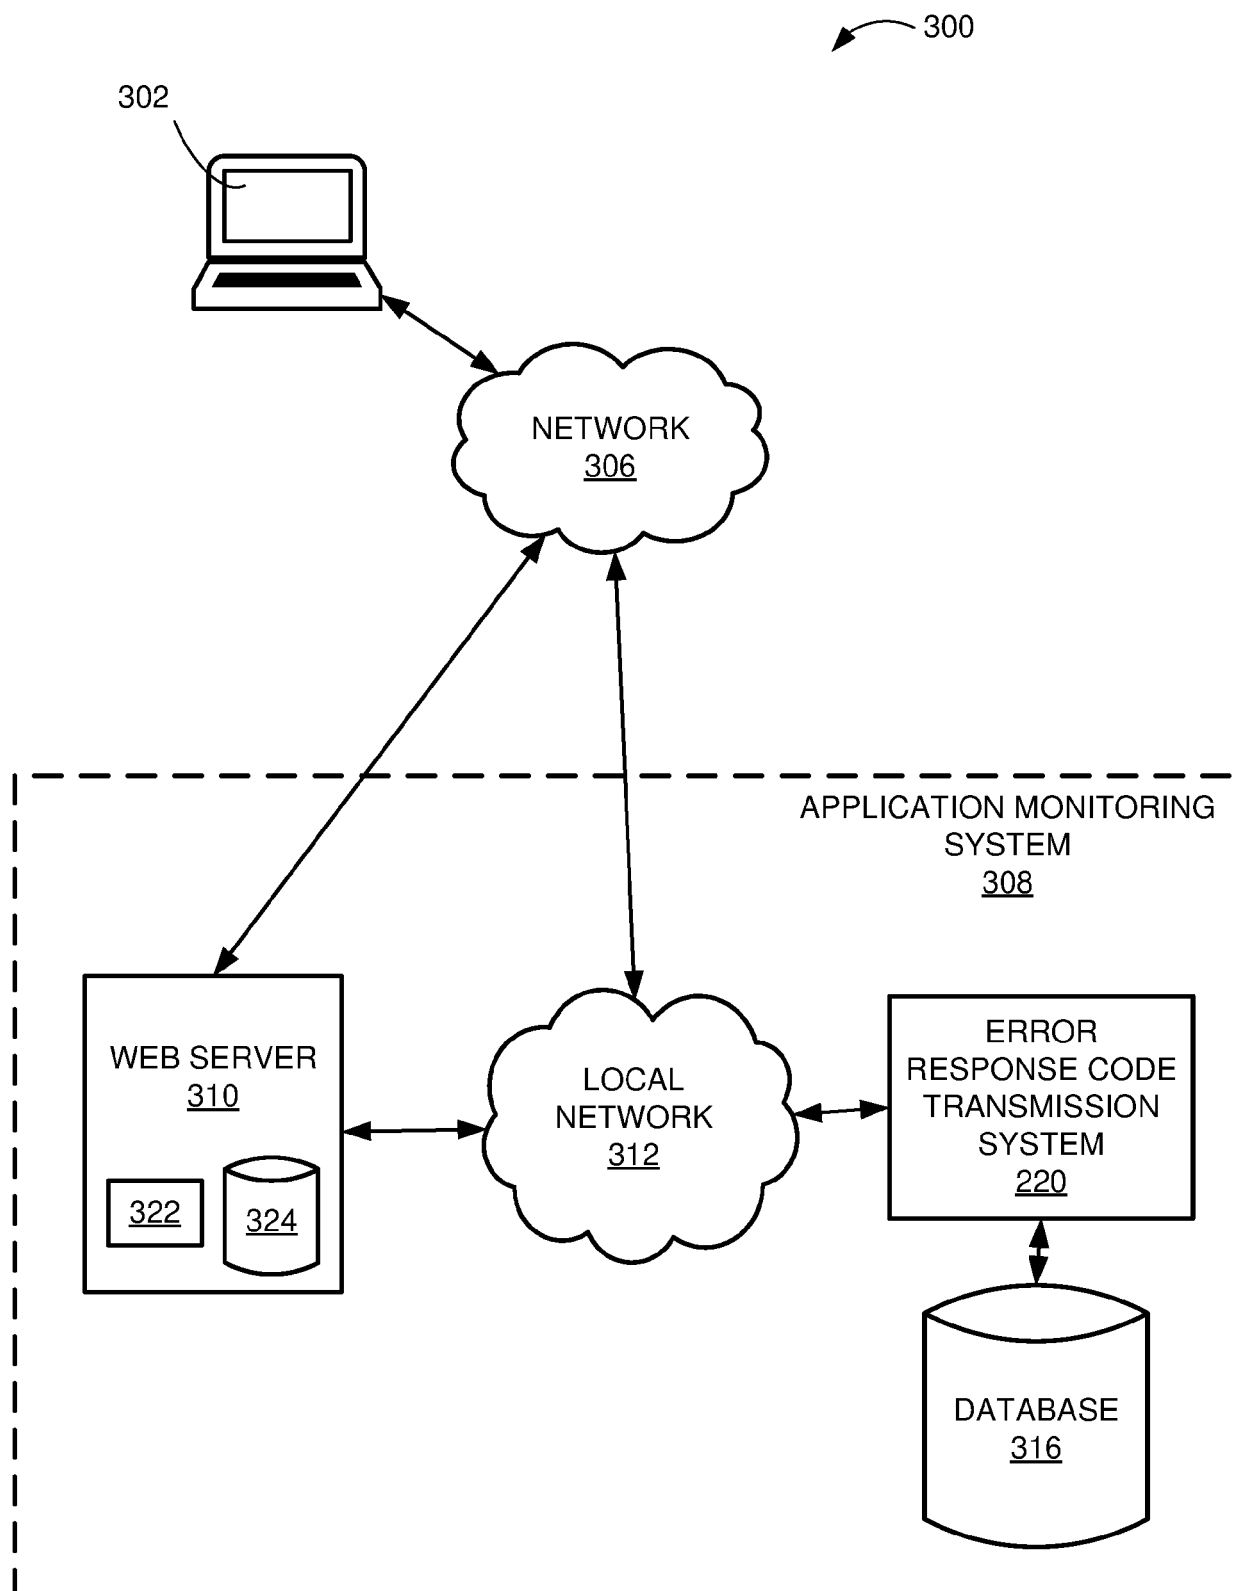 300
302
NETWORK
306
APPLICATION MONITORING
SYSTEM
308
WEB SERVER
310
322
324
LOCAL
NETWORK
312
ERROR
RESPONSE CODE
TRANSMISSION
SYSTEM
220
DATABASE
316